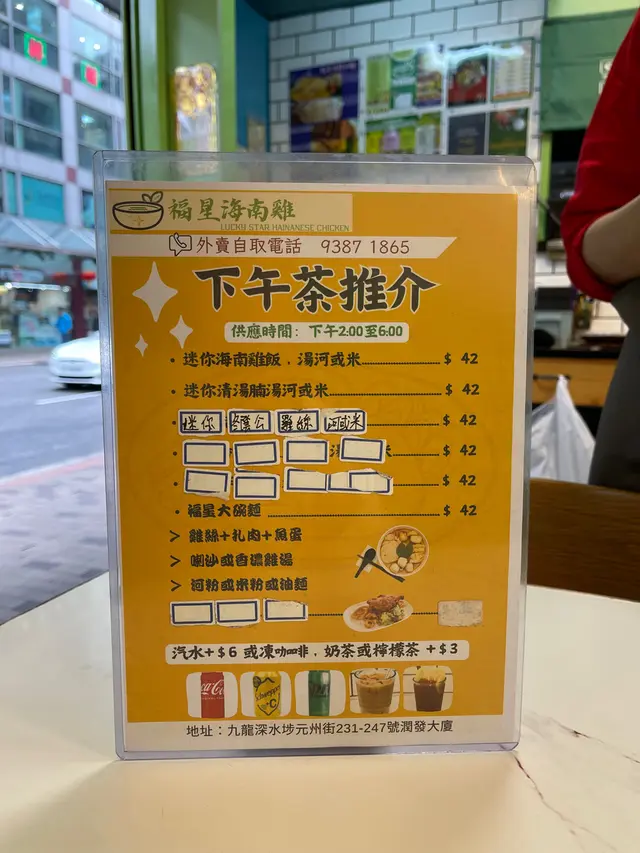 福星海南雞
LUCKY STAR HAINANESE CHICKEN
外賣自取電話 9387 1865
下午茶推介
供應時間：下午2:00至6:00
· 迷你海南雞飯﹑湯河或米 $ 42
· 迷你清湯腩湯河或米 $ 42
· 迷你 雞絲 河或米 $ 42
· $ 42
· $ 42
· 福星大碗麵 $ 42
> 雞絲+扎肉+魚蛋
> 喇沙或香濃雞湯
> 河粉或米粉或油麵
汽水+$6 或凍咖啡﹑奶茶或檸檬茶 +$3
地址：九龍深水埗元州街231-247號潤發大廈